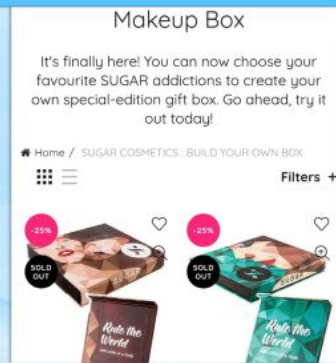 Makeup Box
It's finally here! You can now choose your
favourite SUGAR addictions to create your
own special-edition gift box. Go ahead, try it
out today!
Home / SUGAR COSMETICS : BUILD YOUR OWN BOX
Filters +
-25%
-25%
SOLD
OUT
SOLD
OUT
SUGAR
SUGAR
Rule the
World
Rule the
World